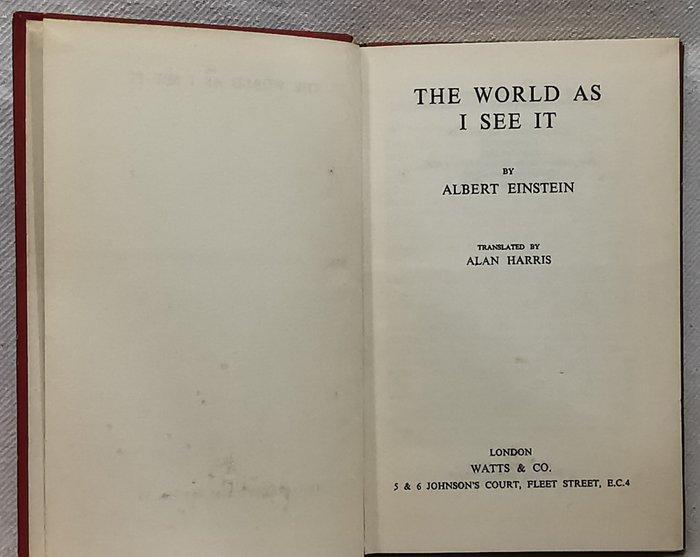 THE WORLD AS
I SEE IT
BY
ALBERT EINSTEIN
TRANSLATED BY
ALAN HARRIS
LONDON
WATTS & CO.
5 & 6 JOHNSON'S COURT, FLEET STREET, E.C.4